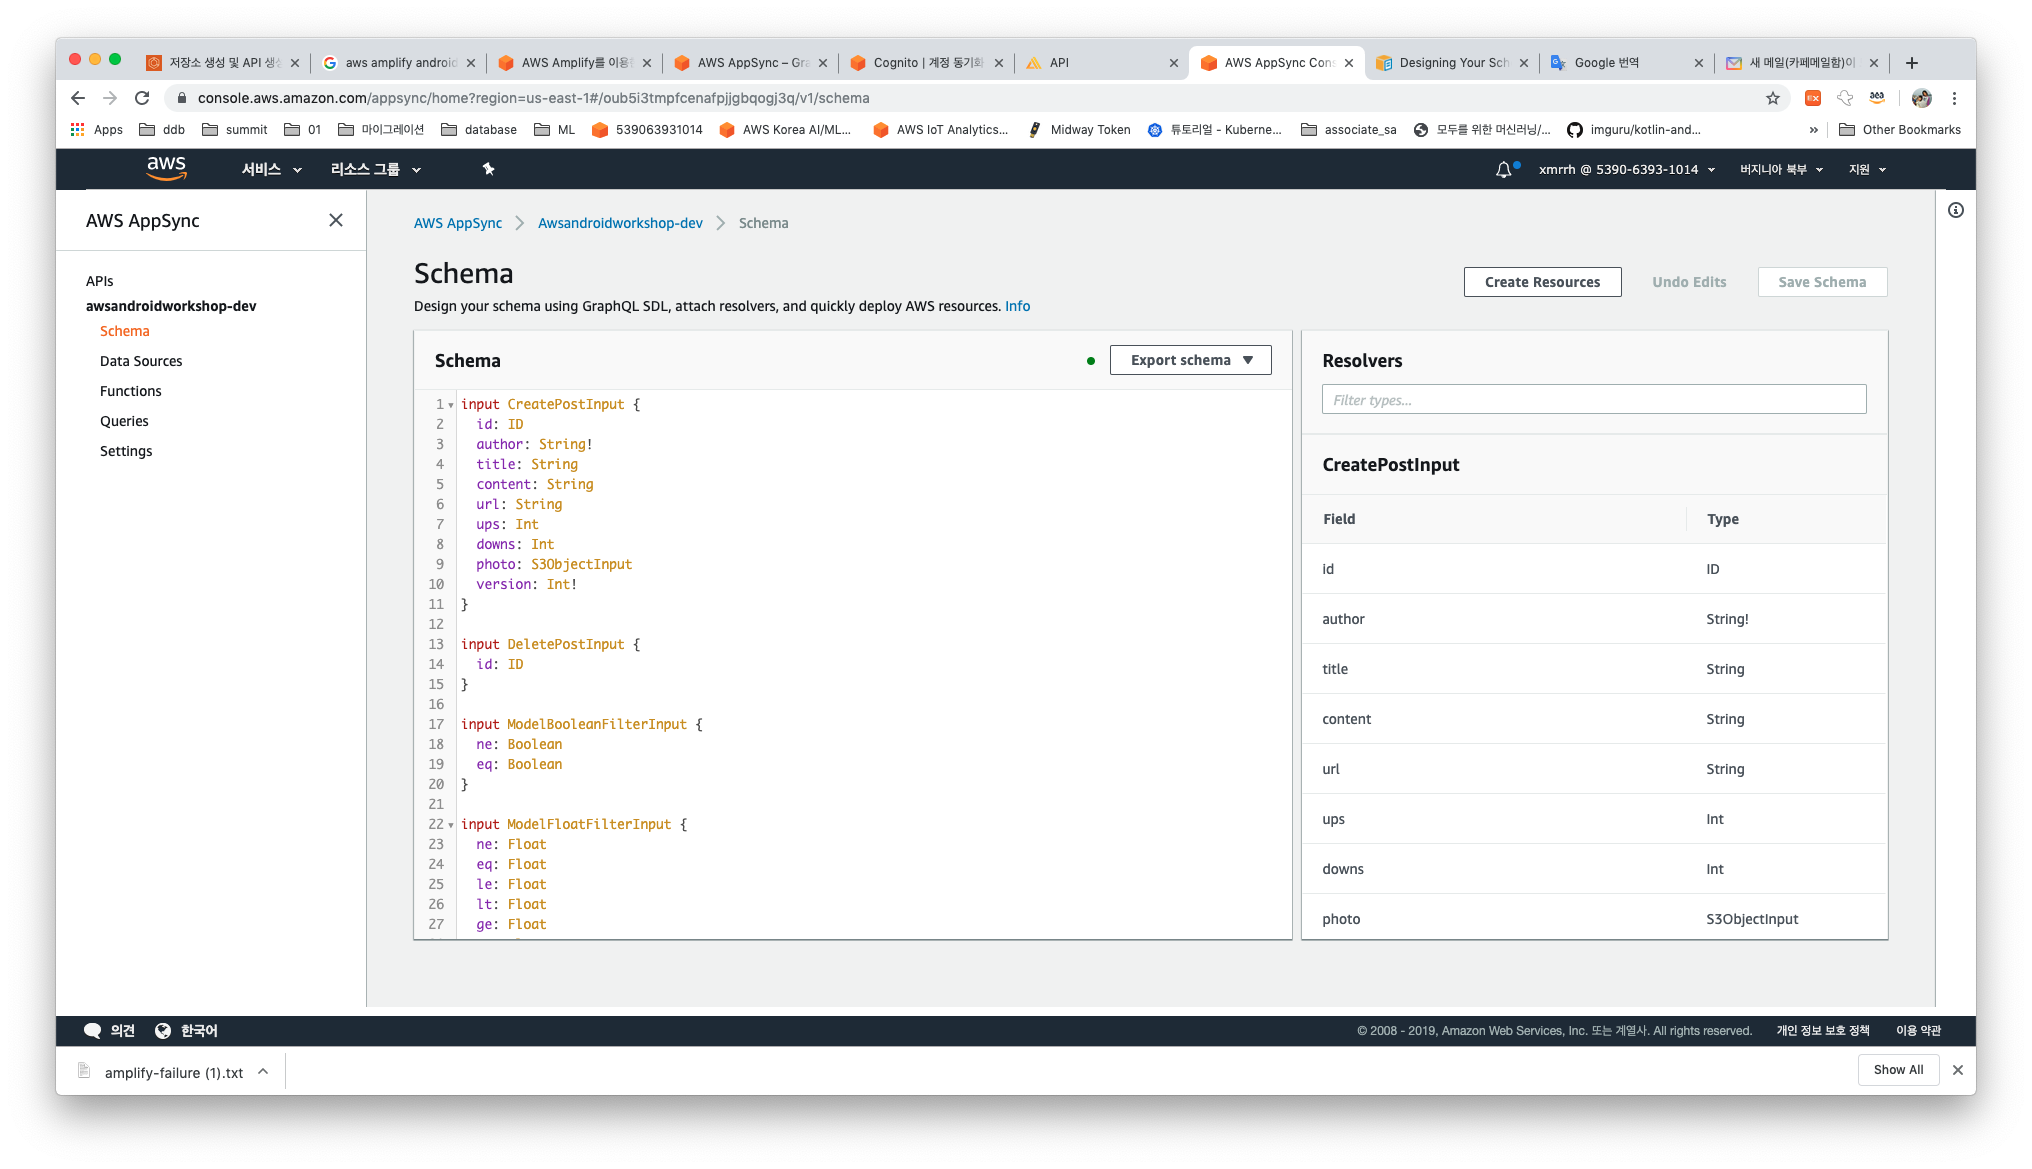 저장소 생성 및 API 생성
aws amplify android
AWS Amplify를 이용한
AWS AppSync – Gra
Cognito | 계정 동기화
API
AWS AppSync Cons
Designing Your Sch
Google 번역
새 메일(카페메일함)이
console.aws.amazon.com/appsync/home?region=us-east-1#/oub5i3tmpfcenafpjjgbqogj3q/v1/schema
Apps
ddb
summit
01
마이그레이션
database
ML
539063931014
AWS Korea AI/ML...
AWS IoT Analytics...
Midway Token
튜토리얼 - Kuberne...
associate_sa
모두를 위한 머신러닝/...
imguru/kotlin-and...
»
Other Bookmarks
aws
서비스
리소스 그룹
xmrrh @ 5390-6393-1014
버지니아 북부
지원
AWS AppSync
APIs
awsandroidworkshop-dev
Schema
Data Sources
Functions
Queries
Settings
AWS AppSync > Awsandroidworkshop-dev > Schema
Schema
Design your schema using GraphQL SDL, attach resolvers, and quickly deploy AWS resources. Info
Create Resources
Undo Edits
Save Schema
Schema
Export schema
1 input CreatePostInput {
2 id: ID
3 author: String!
4 title: String
5 content: String
6 url: String
7 ups: Int
8 downs: Int
9 photo: S3ObjectInput
10 version: Int!
11 }
12
13 input DeletePostInput {
14 id: ID
15 }
16
17 input ModelBooleanFilterInput {
18 ne: Boolean
19 eq: Boolean
20 }
21
22 input ModelFloatFilterInput {
23 ne: Float
24 eq: Float
25 le: Float
26 lt: Float
27 ge: Float
Resolvers
Filter types...
CreatePostInput
Field Type
id ID
author String!
title String
content String
url String
ups Int
downs Int
photo S3ObjectInput
의견
한국어
© 2008 - 2019, Amazon Web Services, Inc. 또는 계열사. All rights reserved.
개인 정보 보호 정책
이용 약관
amplify-failure (1).txt
Show All